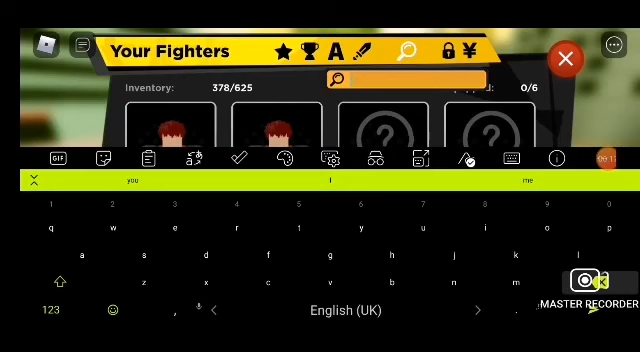 Your Fighters A ¥
Inventory: 378/625 0/6
? ?
GIF
you I me
1 2 3 4 5 6 7 8 9 0
q w e r t y u i o p
a s d f g h j k l
z x c v b n m
MASTER RECORDER
123 , English (UK) .